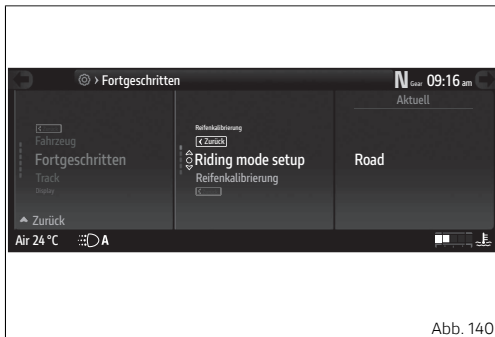 › Fortgeschritten
N Gear 09:16 am
Fahrzeug
Fortgeschritten
Track
Display
Zurück
Reifenkalibrierung
Zurück
Riding mode setup
Reifenkalibrierung
Aktuell
Road
Air 24 °C
A
Abb. 140